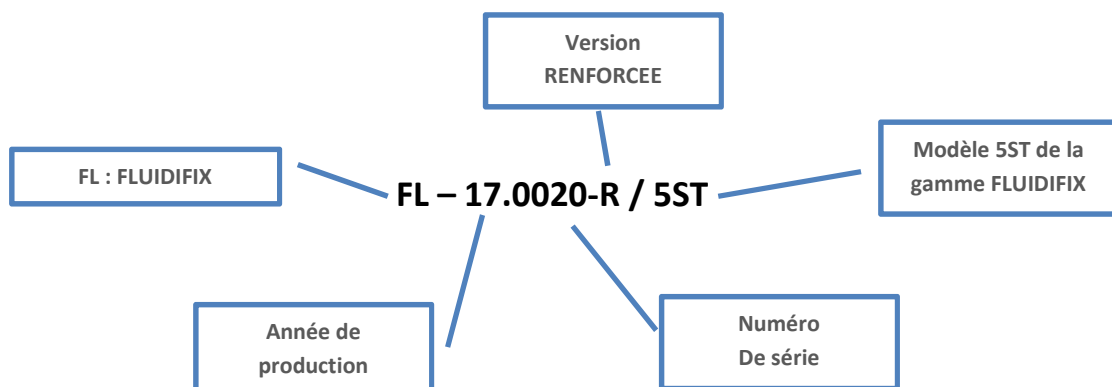 Version
RENFORCEE
FL : FLUIDIFIX
Modèle 5ST de la
gamme FLUIDIFIX
FL – 17.0020-R / 5ST
Année de
production
Numéro
De série